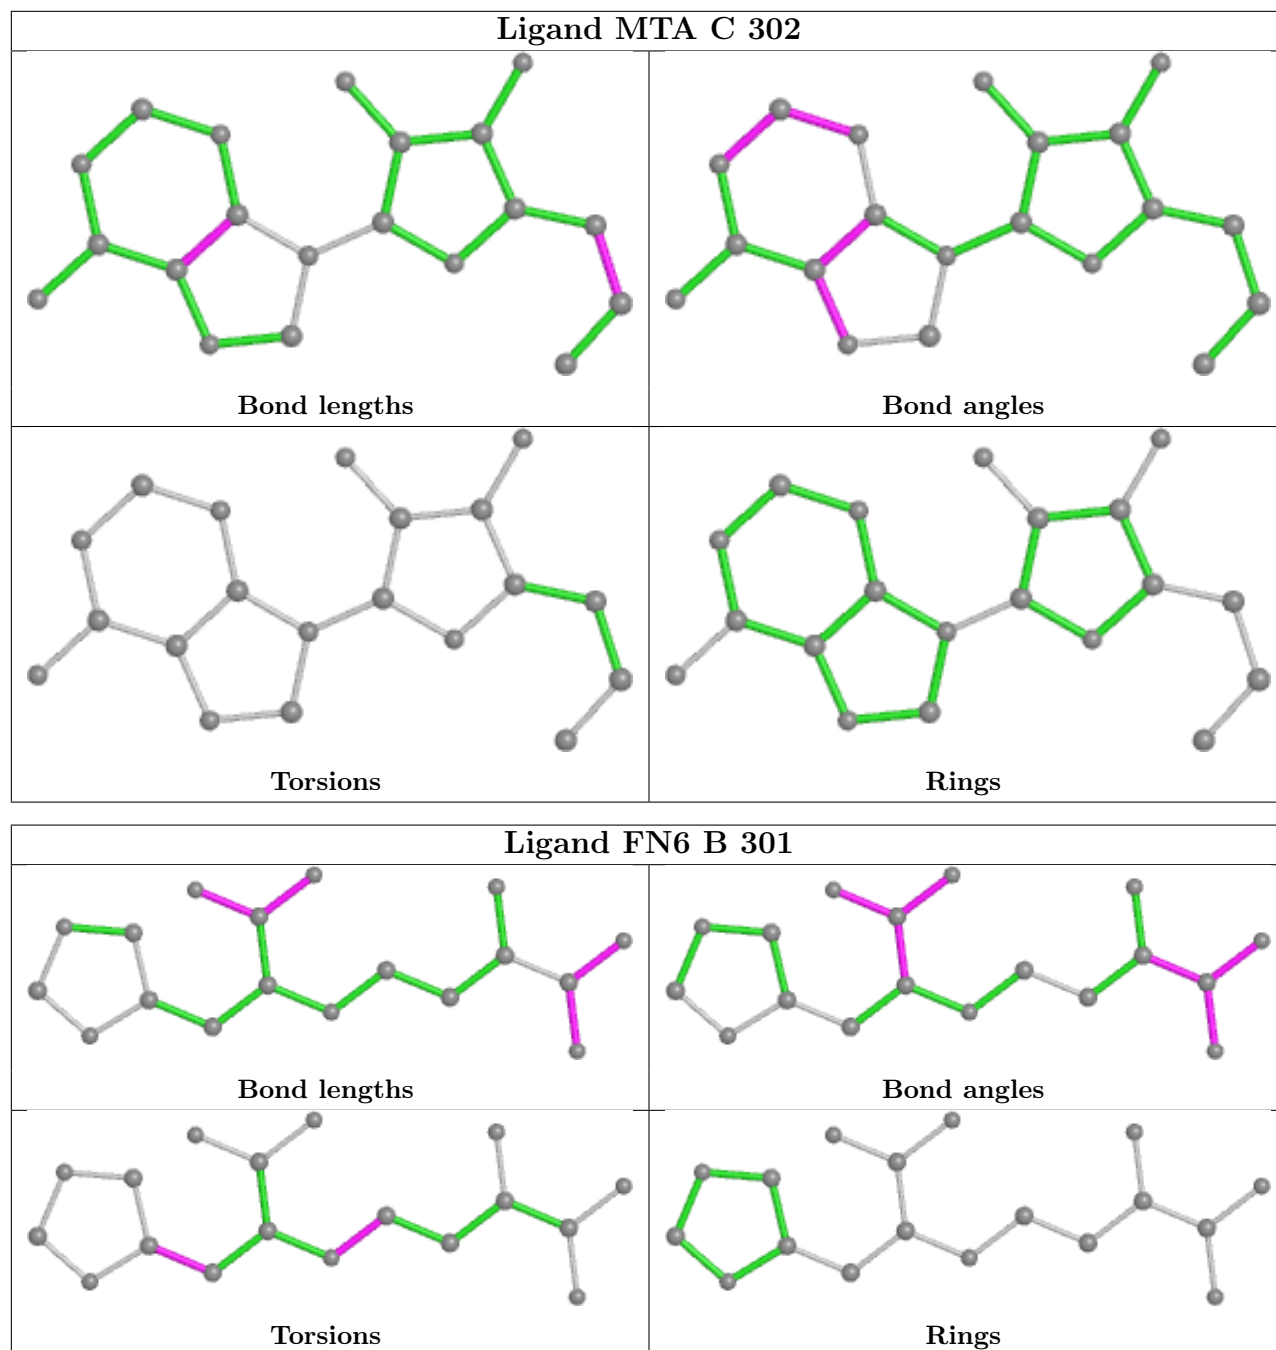 Ligand MTA C 302
Bond lengths
Bond angles
Torsions
Rings
Ligand FN6 B 301
Bond lengths
Bond angles
Torsions
Rings